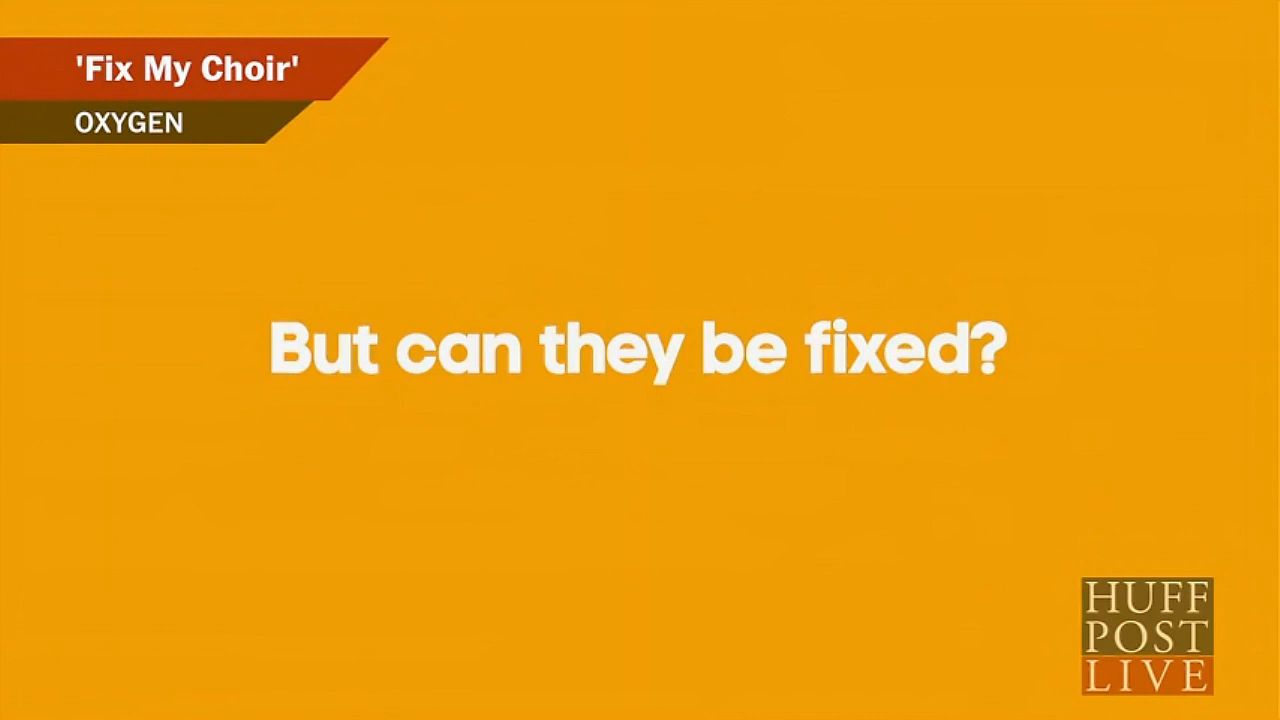 'Fix My Choir'
OXYGEN
But can they be fixed?
HUFF
POST
LIVE